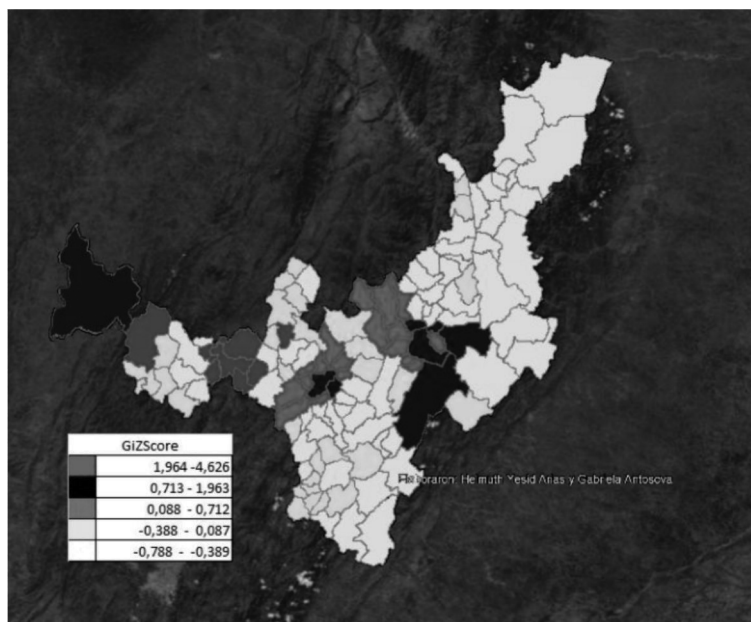 GiZScore
1,964 -4,626
0,713 - 1,963
0,088 - 0,712
-0,388 - 0,087
-0,788 - -0,389
Elaboraron: Helmuth Yesid Arias y Gabriela Antosova